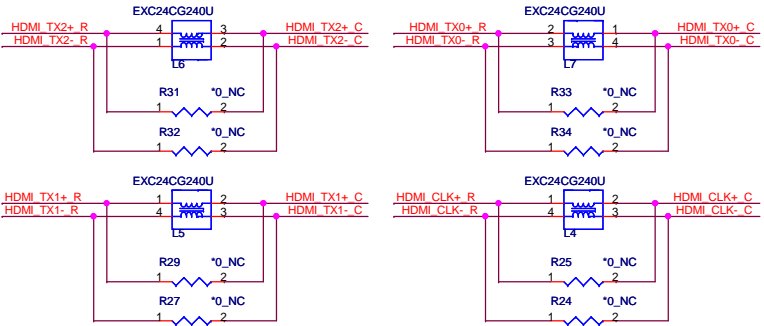 EXC24CG240U EXC24CG240U
HDMI_TX2+_R 4 3 HDMI_TX2+_C HDMI_TX0+_R 2 1 HDMI_TX0+_C
HDMI_TX2-_R 1 2 HDMI_TX2-_C HDMI_TX0-_R 3 4 HDMI_TX0-_C
L6 L7
R31 *0_NC R33 *0_NC
1 2 1 2
R32 *0_NC R34 *0_NC
1 2 1 2
EXC24CG240U EXC24CG240U
HDMI_TX1+_R 1 2 HDMI_TX1+_C HDMI_CLK+_R 1 2 HDMI_CLK+_C
HDMI_TX1-_R 4 3 HDMI_TX1-_C HDMI_CLK-_R 4 3 HDMI_CLK-_C
L5 L4
R29 *0_NC R25 *0_NC
1 2 1 2
R27 *0_NC R24 *0_NC
1 2 1 2